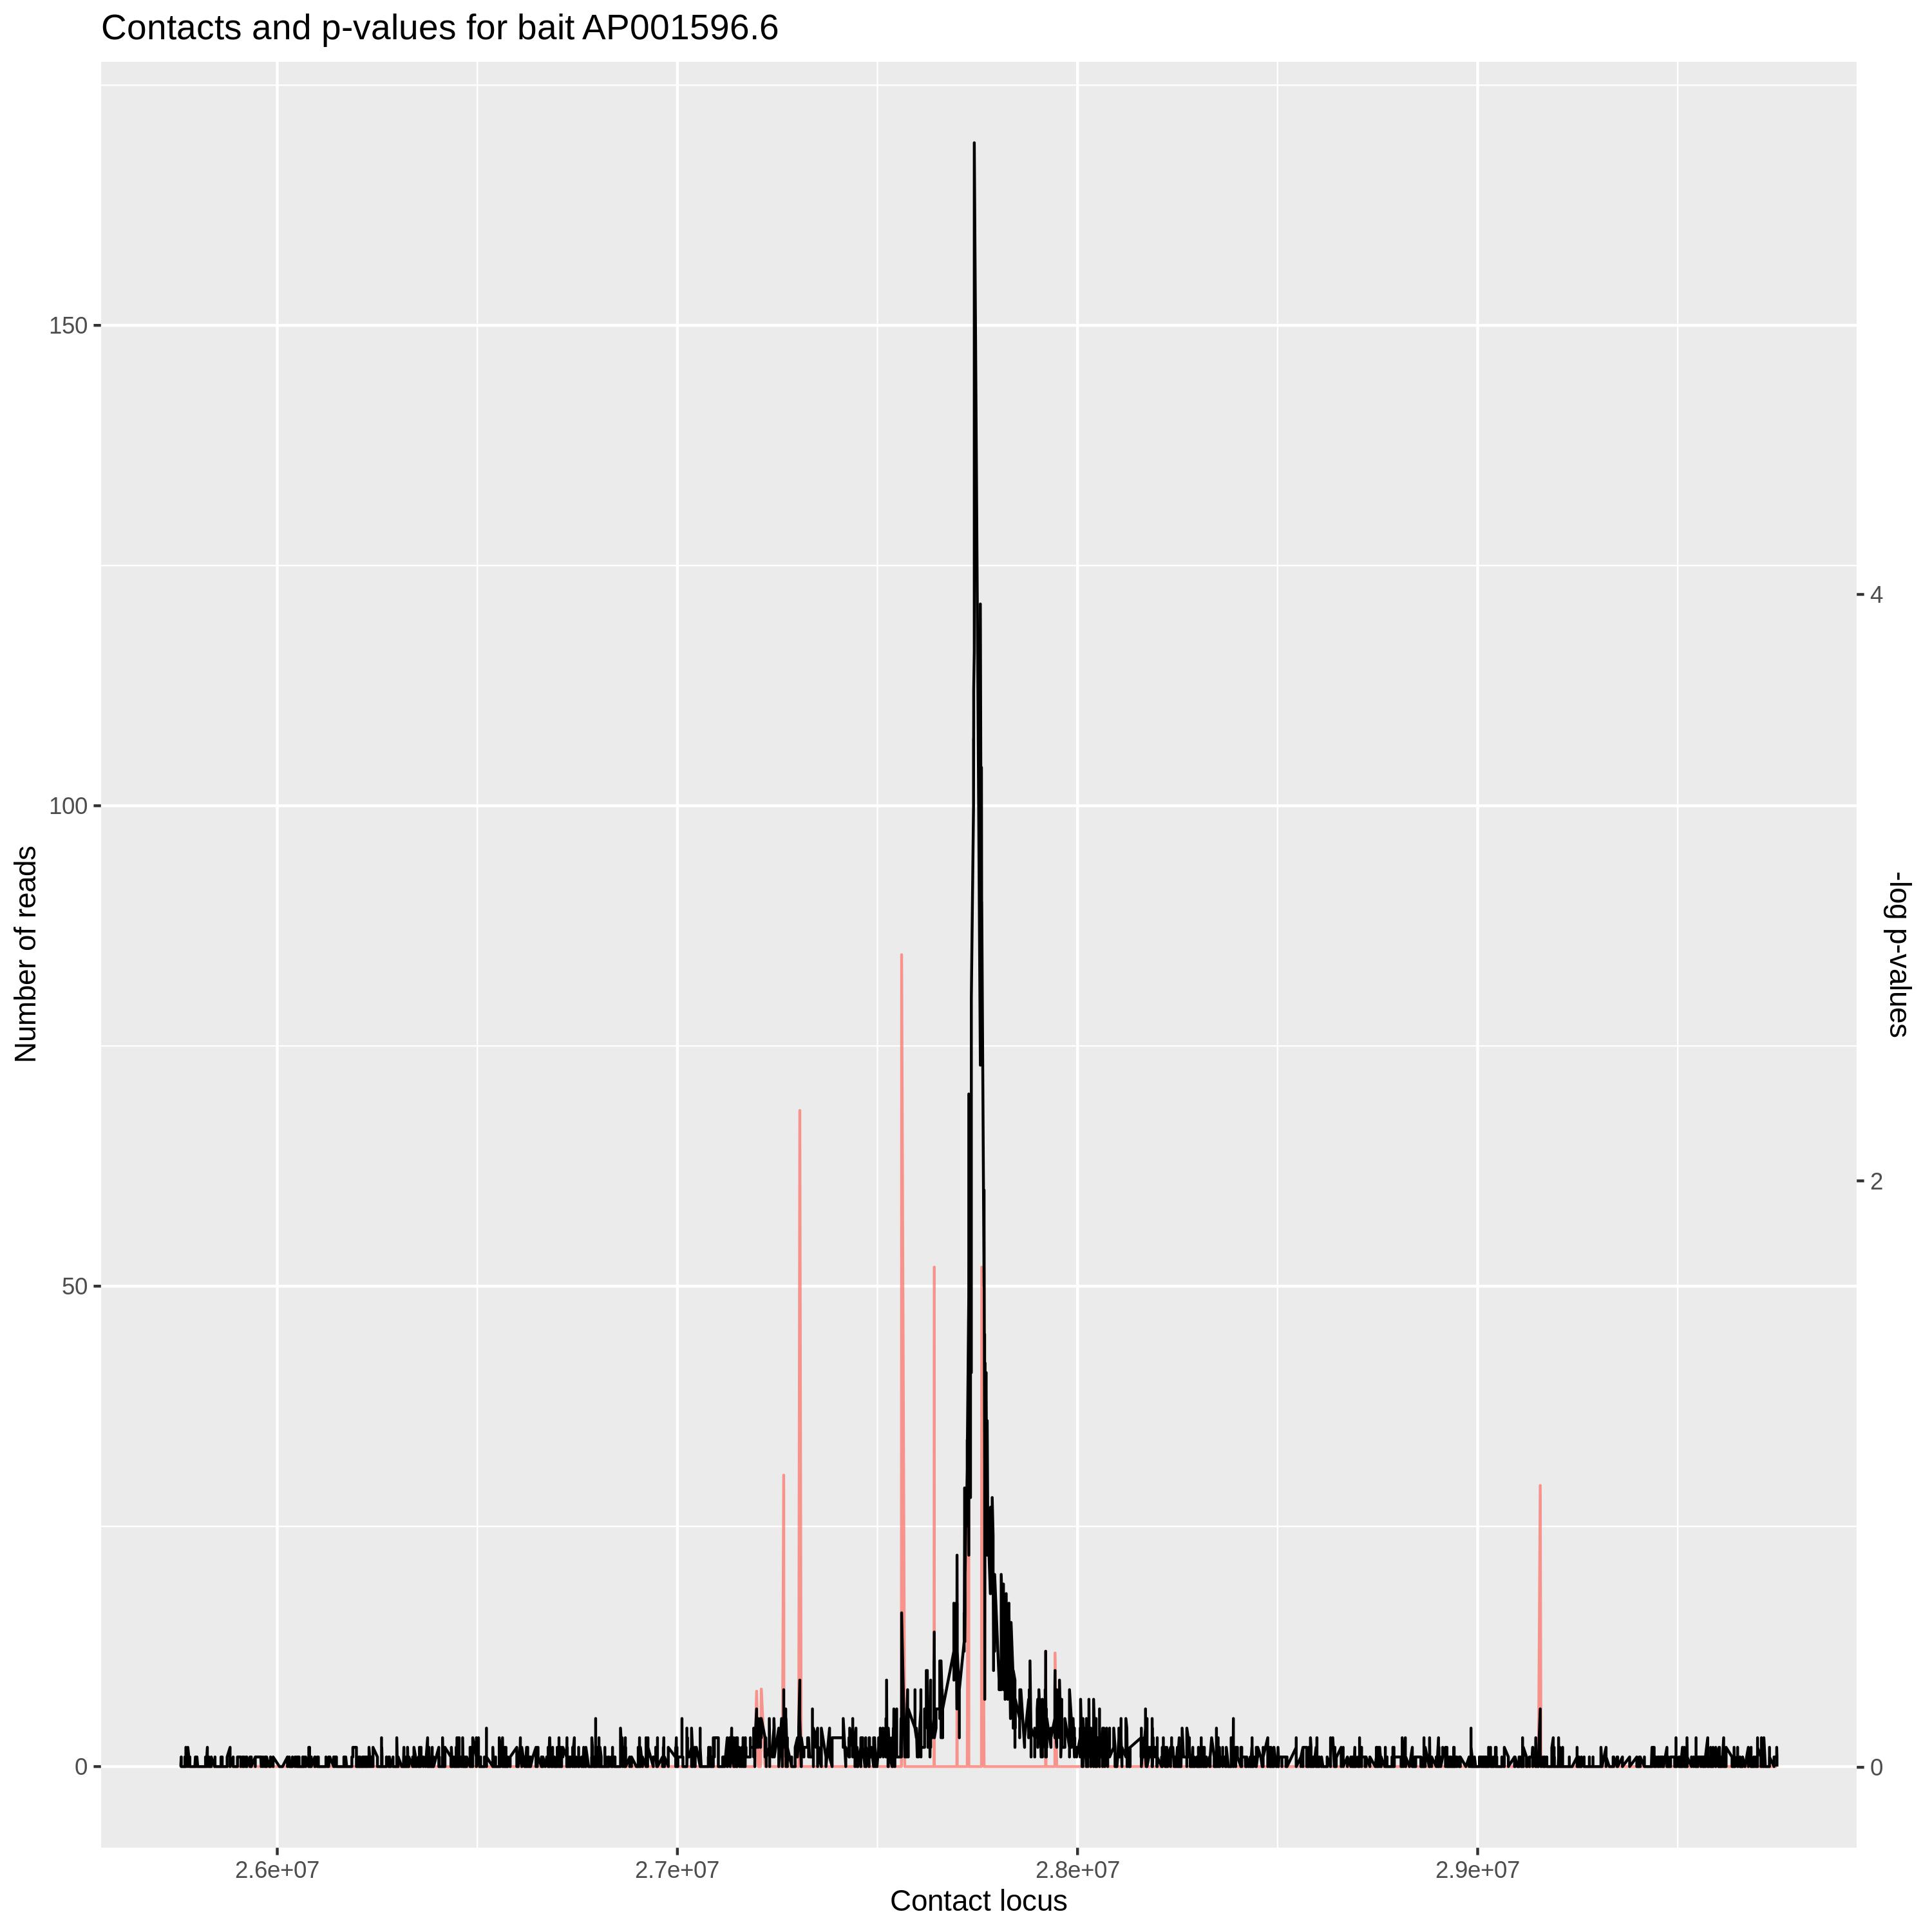 Contacts and p-values for bait AP001596.6
150
100
50
0
Number of reads
4
2
0
-log p-values
2.6e+07 2.7e+07 2.8e+07 2.9e+07
Contact locus